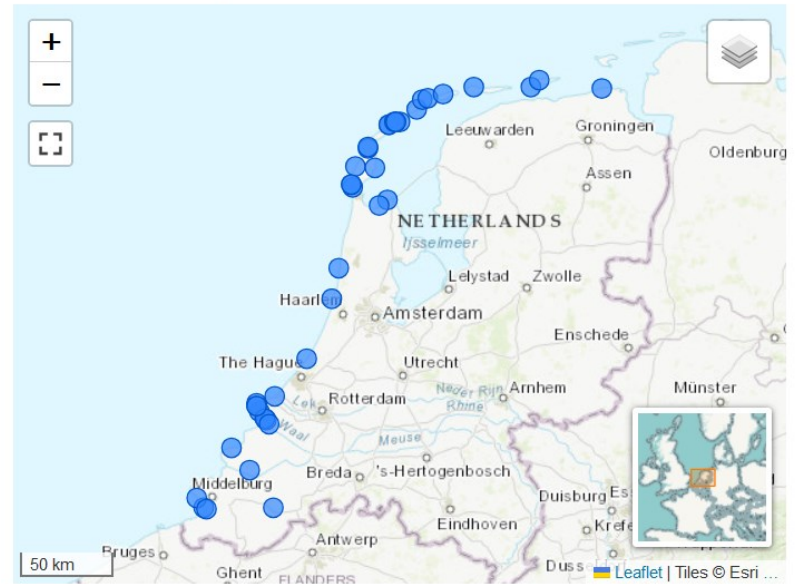 +
−
Leeuwarden
Groningen
Oldenburg
Assen
NETHERLANDS
Ijsselmeer
Lelystad
Zwolle
Haarlem
Amsterdam
Enschede
The Hague
Utrecht
Neder Rijn
Rhine
Arnhem
Münster
Lek
Rotterdam
Waal
Meuse
Middelburg
Breda
's-Hertogenbosch
Duisburg
Es
Eindhoven
Krefe
Bruges
Antwerp
Duss
50 km
Ghent
FLANDERS
Leaflet | Tiles © Esri ...